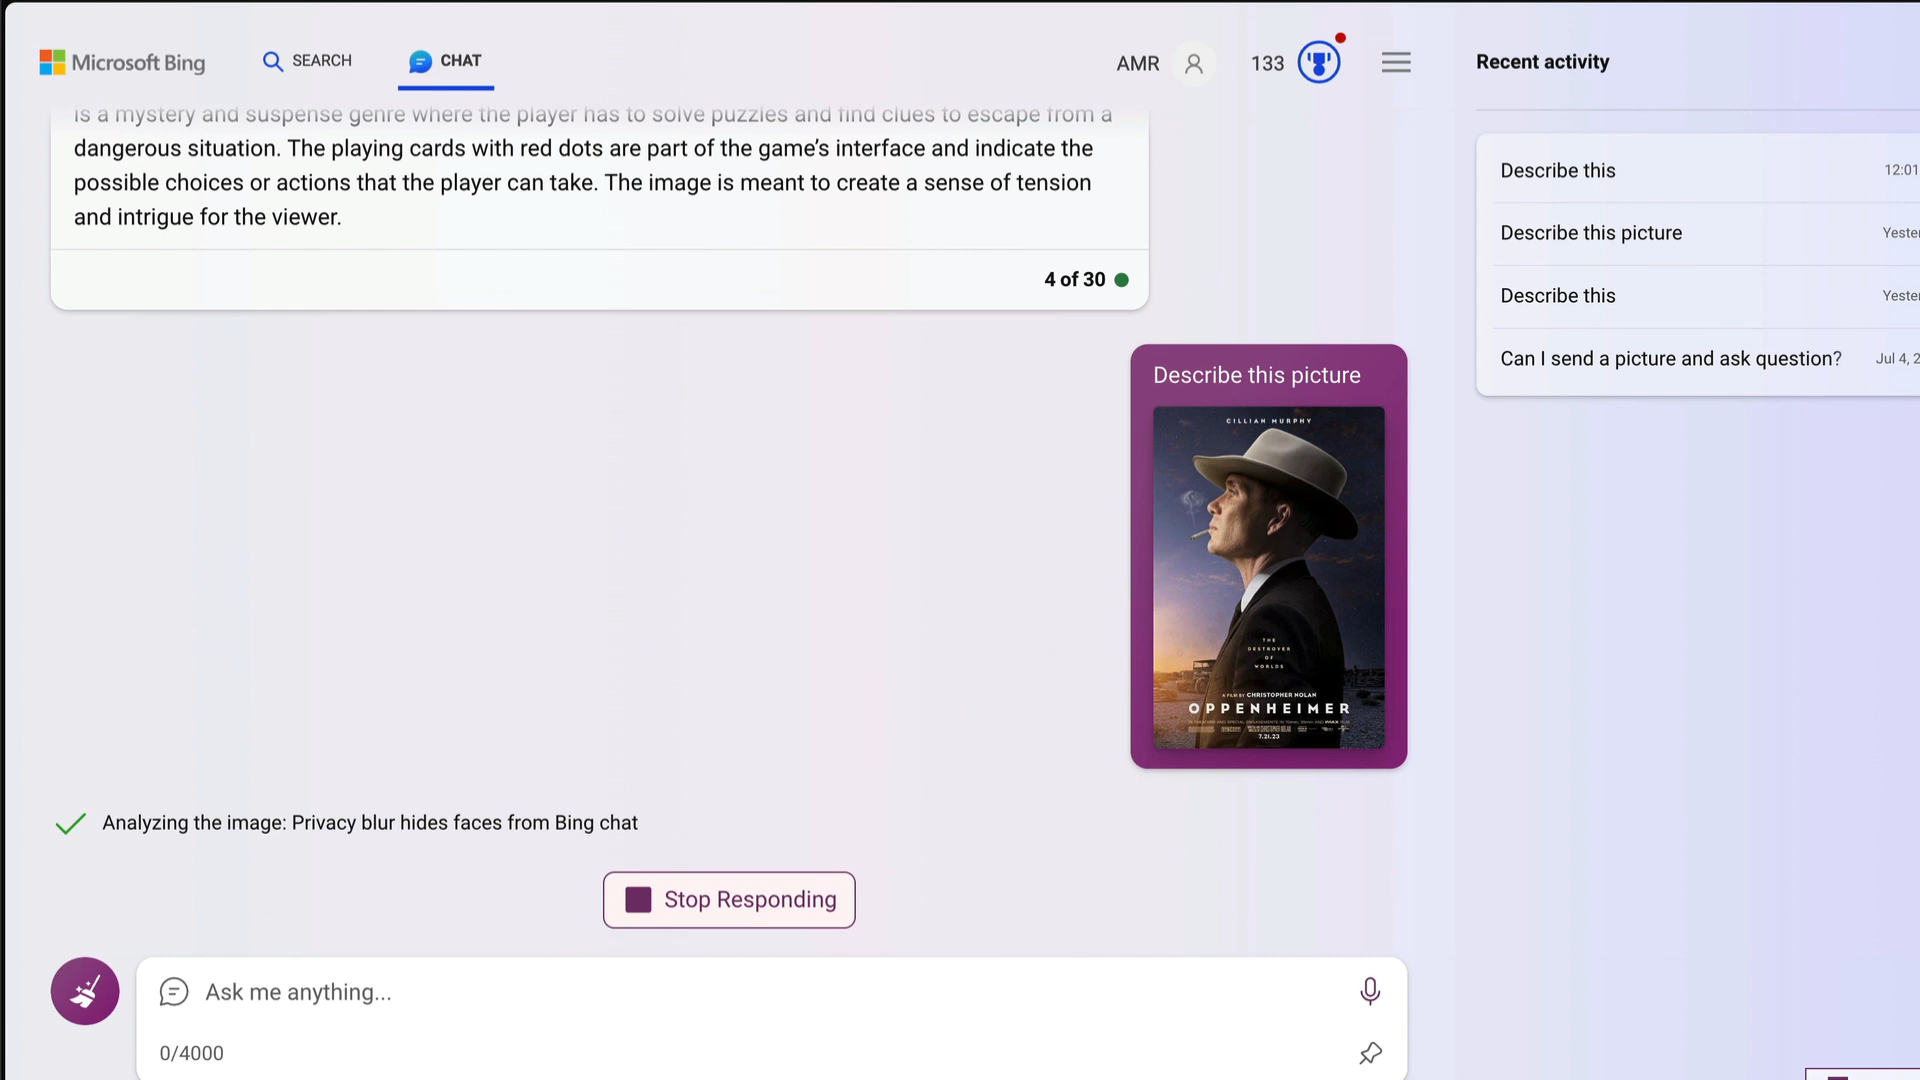 Microsoft Bing
SEARCH
CHAT
AMR
133
Recent activity
is a mystery and suspense genre where the player has to solve puzzles and find clues to escape from a
dangerous situation. The playing cards with red dots are part of the game’s interface and indicate the
possible choices or actions that the player can take. The image is meant to create a sense of tension
and intrigue for the viewer.
4 of 30
Describe this picture
CILLIAN MURPHY
THE
DESTROYER
OF
WORLDS
A FILM BY CHRISTOPHER NOLAN
OPPENHEIMER
7.21.23
Analyzing the image: Privacy blur hides faces from Bing chat
Stop Responding
Ask me anything...
0/4000
Describe this 12:01
Describe this picture Yester
Describe this Yester
Can I send a picture and ask question? Jul 4, 2